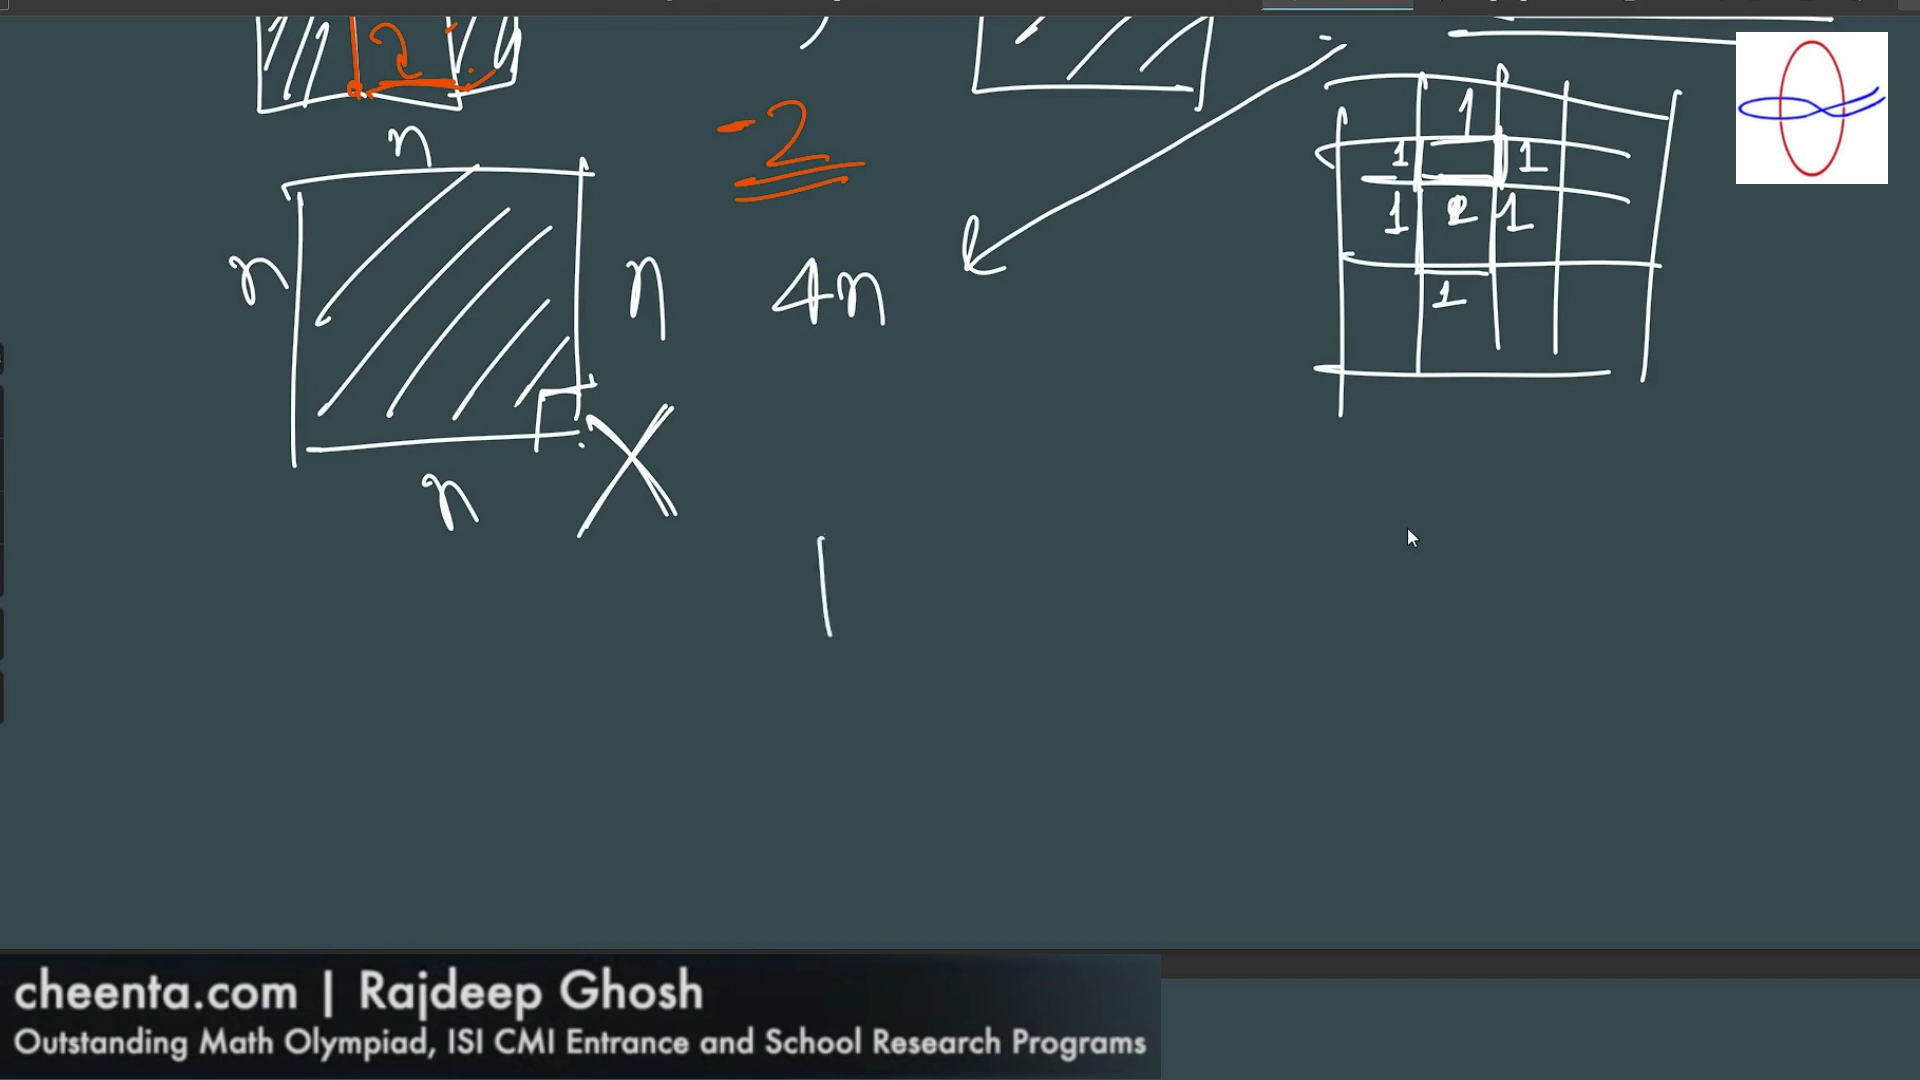 2
n
-2
1
1 1
n
n
4n
1 1
1
n
cheenta.com | Rajdeep Ghosh
Outstanding Math Olympiad, ISI CMI Entrance and School Research Programs